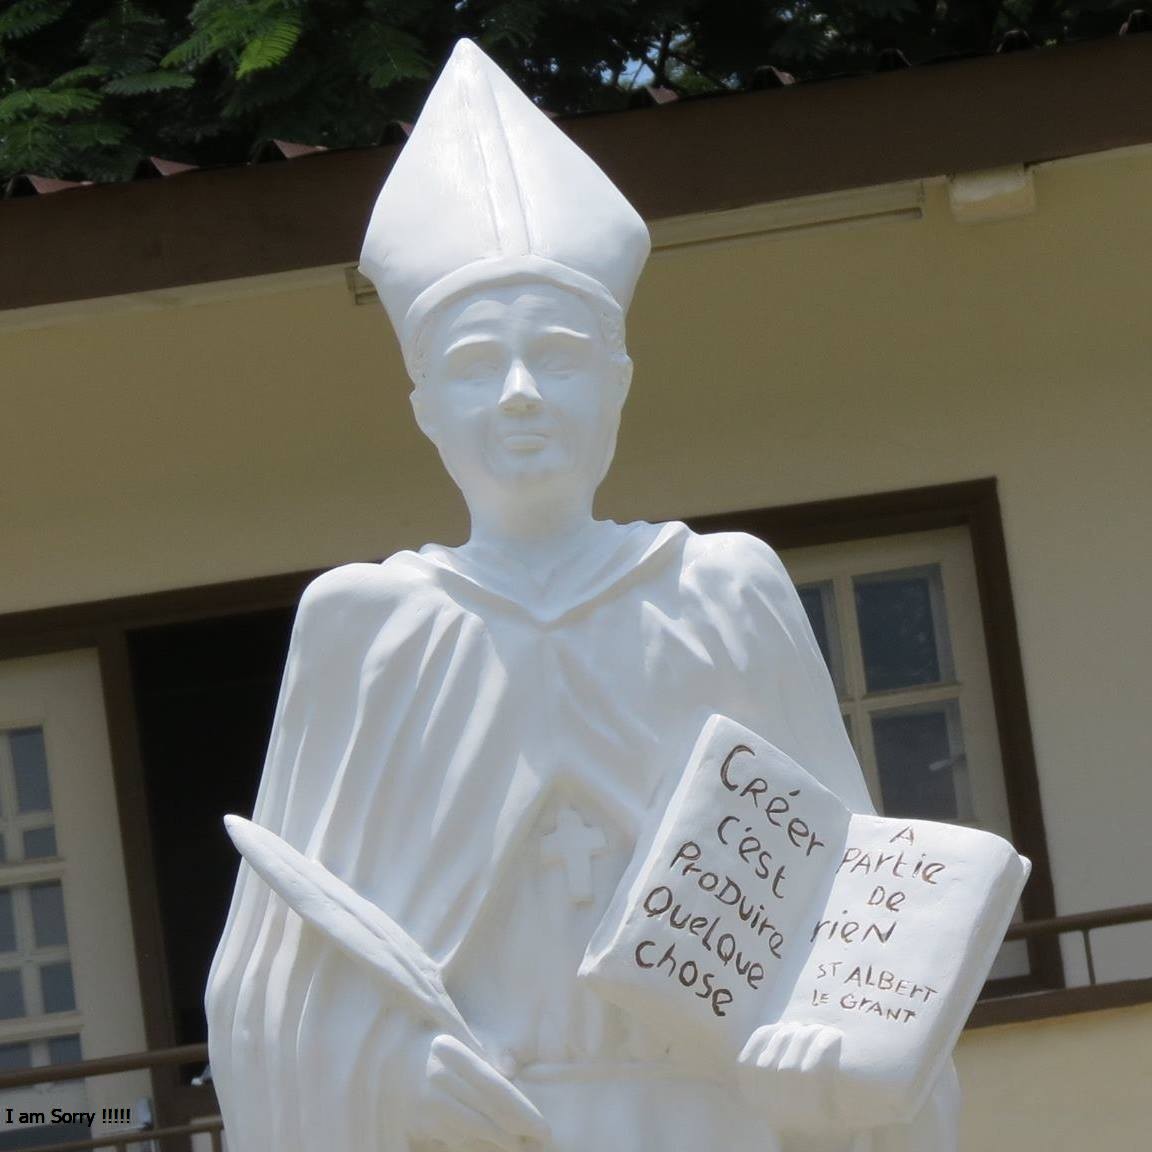 Créer
c'est
ProDuire
QueLQue
chose
A
PArtie
De
rien
ST ALBErT
LE GrANT
I am Sorry !!!!!